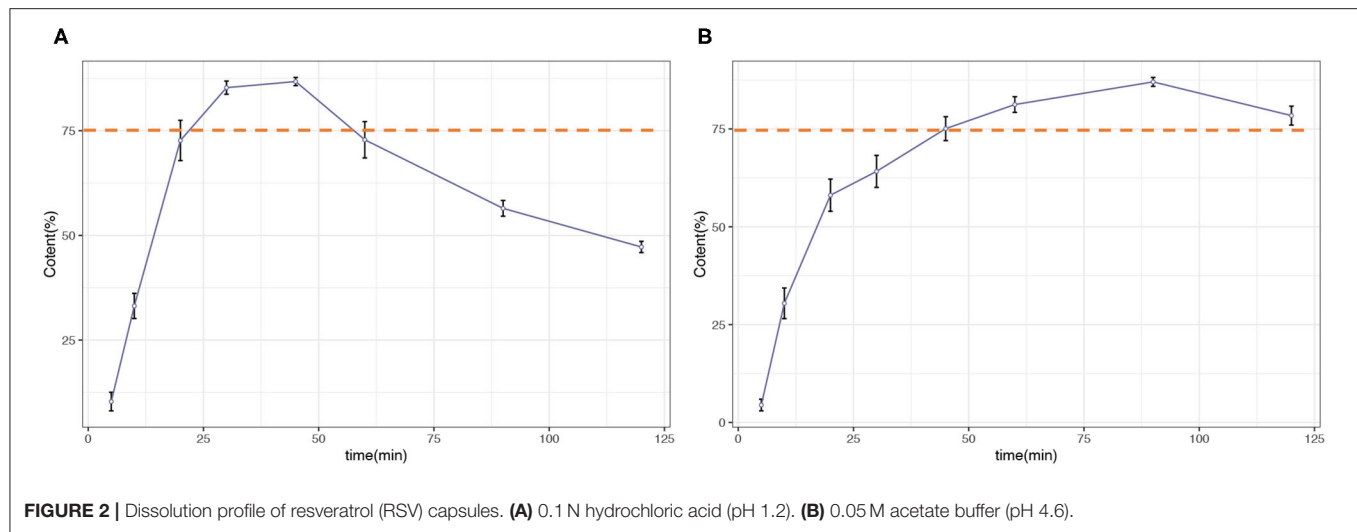 A
B
Cotent(%)
75
50
25
0
25
50
75
100
125
time(min)
Cotent(%)
75
50
25
0
0
25
50
75
100
125
time(min)
FIGURE 2 | Dissolution profile of resveratrol (RSV) capsules. (A) 0.1 N hydrochloric acid (pH 1.2). (B) 0.05 M acetate buffer (pH 4.6).